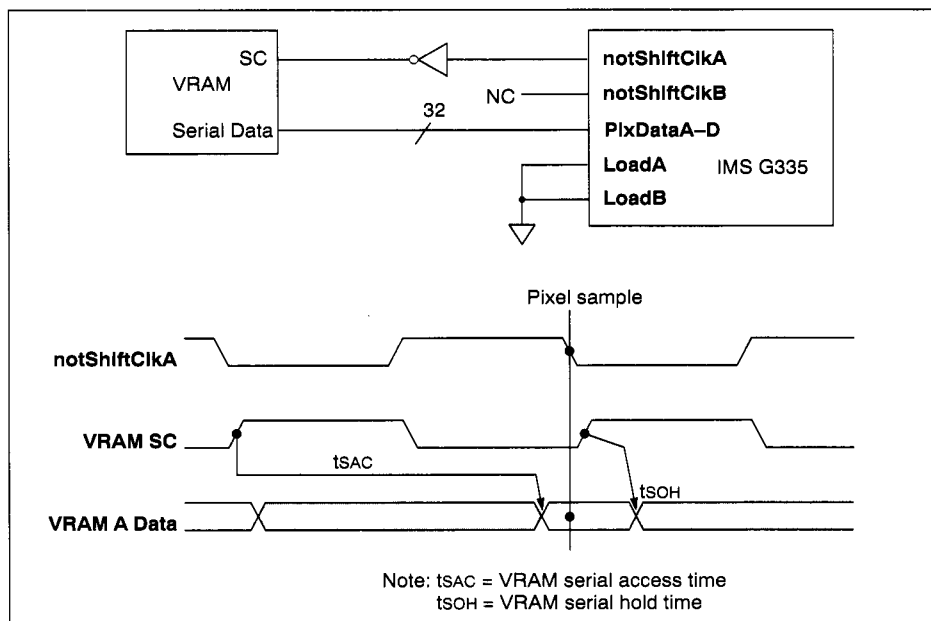 SC
notShiftClkA
VRAM
NC
notShiftClkB
32
Serial Data
PixDataA–D
LoadA
IMS G335
LoadB
Pixel sample
notShiftClkA
VRAM SC
tSAC
tSOH
VRAM A Data
Note: tSAC = VRAM serial access time
tSOH = VRAM serial hold time